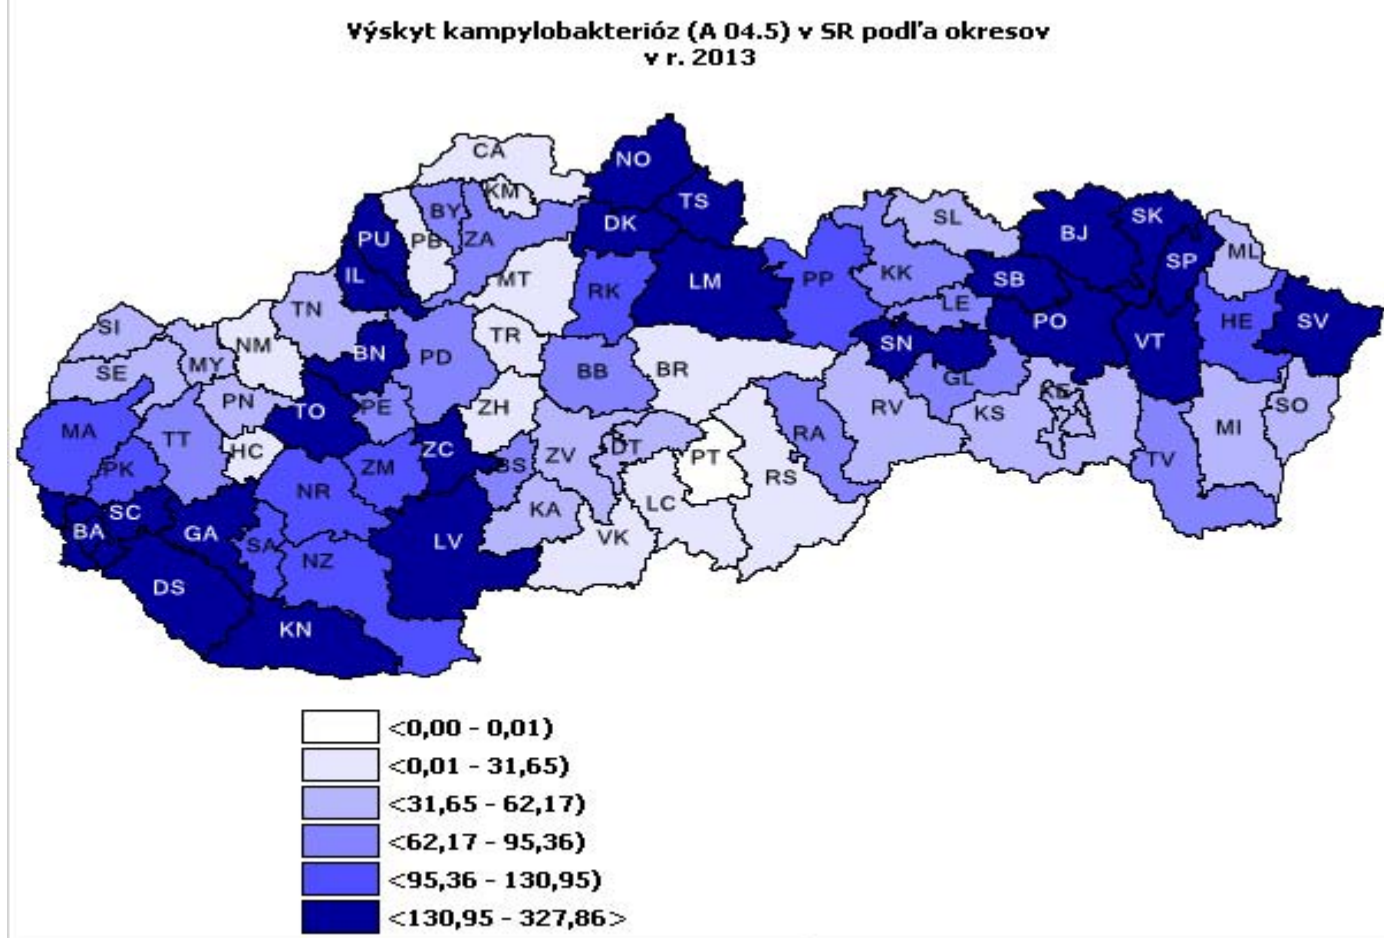 Výskyt kampylobakterióz (A 04.5) v SR podľa okresov
v r. 2013
CA
NO
KM
TS
BY
PU
PB
ZA
DK
SL
SK
BJ
ML
SP
IL
MT
RK
LM
PP
KK
SB
LE
SI
TN
NM
TR
BN
PD
SN
PO
VT
HE
SV
SE
MY
BB
BR
GL
KE
PN
TO
PE
ZH
RV
KS
SO
MA
TT
HC
ZC
ZV
DT
PT
RA
MI
PK
ZM
BS
TV
NR
RS
SC
BA
GA
SA
LV
KA
LC
VK
NZ
DS
KN
<0,00 - 0,01)
<0,01 - 31,65)
<31,65 - 62,17)
<62,17 - 95,36)
<95,36 - 130,95)
<130,95 - 327,86>